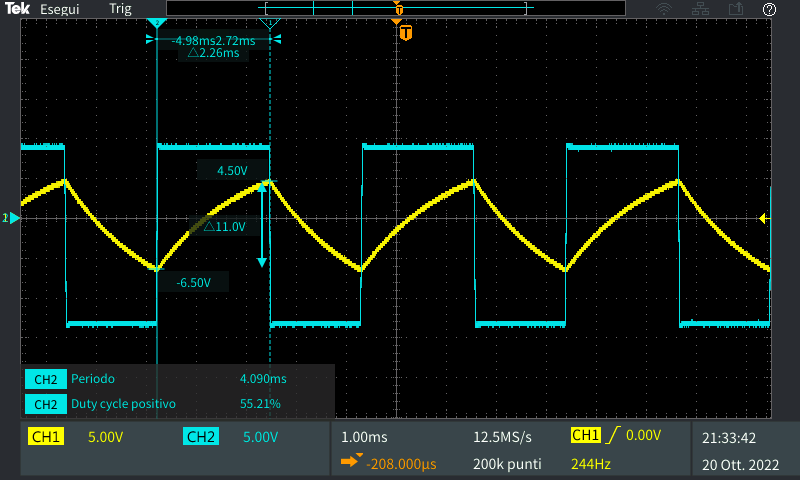 Tek Esegui Trig
T
?
T
2 1
-4.98ms2.72ms
△2.26ms
4.50V
△11.0V
-6.50V
CH2 Periodo 4.090ms
CH2 Duty cycle positivo 55.21%
CH1 5.00V CH2 5.00V 1.00ms 12.5MS/s CH1 0.00V 21:33:42
-208.000µs 200k punti 244Hz 20 Ott. 2022